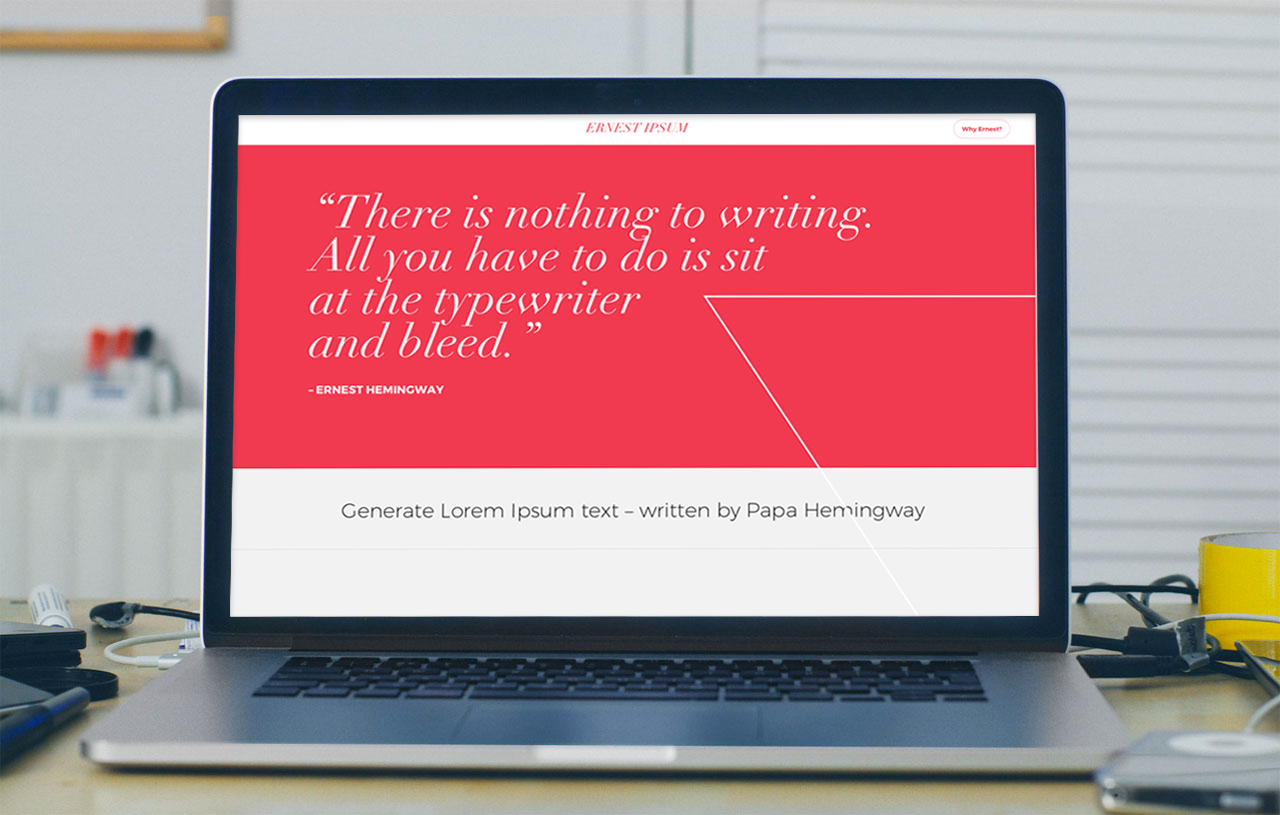 ERNEST IPSUM
Why Ernest?
“There is nothing to writing.
All you have to do is sit
at the typewriter
and bleed.”
– ERNEST HEMINGWAY
Generate Lorem Ipsum text – written by Papa Hemingway